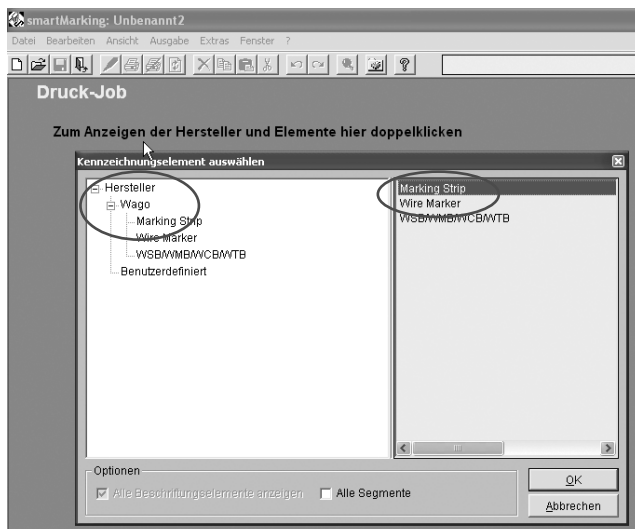 smartMarking: Unbenannt2
Datei Bearbeiten Ansicht Ausgabe Extras Fenster ?
Druck-Job
Zum Anzeigen der Hersteller und Elemente hier doppelklicken
Kennzeichnungselement auswählen
Hersteller
Wago
Marking Strip
Wire Marker
WSB/WMB/WCB/WTB
Benutzerdefiniert
Marking Strip
Wire Marker
WSB/WMB/WCB/WTB
Optionen
Alle Beschriftungselemente anzeigen
Alle Segmente
OK
Abbrechen